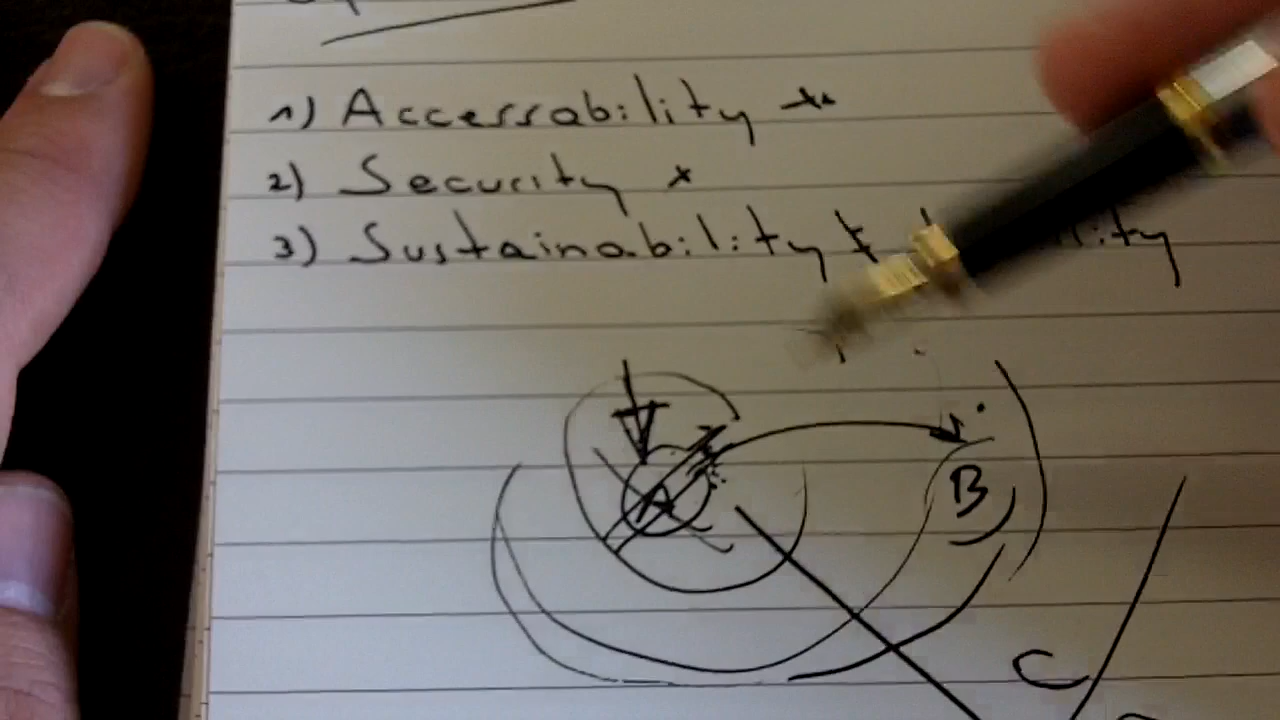 1) Accessability **
2) Security *
3) Sustainability
A
B
C